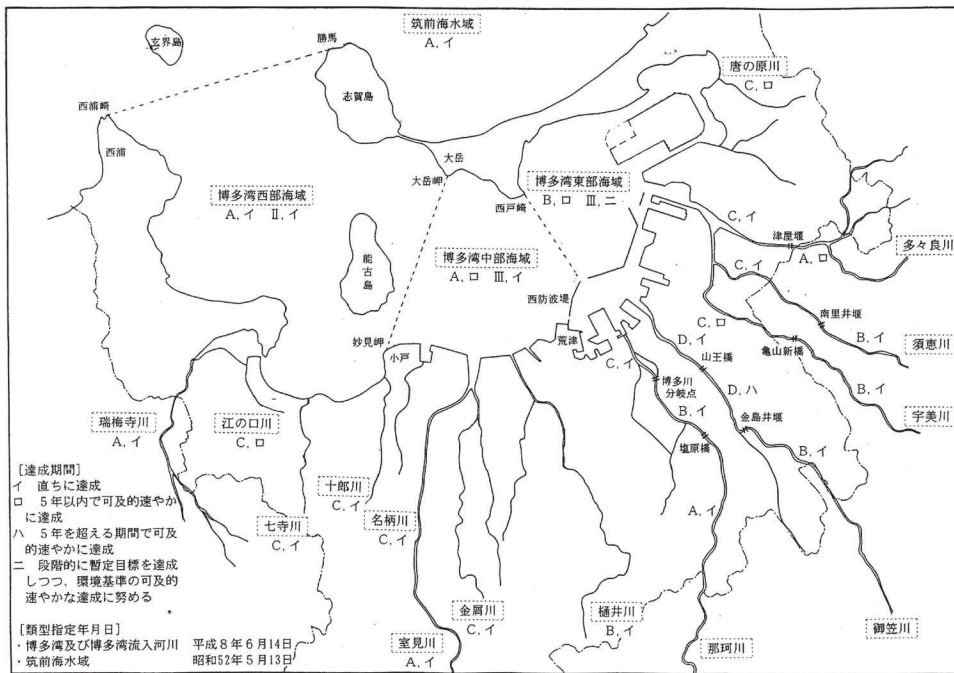 筑前海水域
A, イ
玄界島
勝馬
志賀島
唐の原川
C, ロ
西浦崎
西浦
大岳
大岳岬
西戸崎
博多湾東部海域
B, ロ Ⅲ, ニ
博多湾西部海域
A, イ Ⅱ, イ
博多湾中部海域
A, ロ Ⅲ, イ
能古島
C, イ
津屋堰
A, ロ
多々良川
C, イ
南里井堰
B, イ
須恵川
C, ロ
亀山新橋
B, イ
宇美川
西防波堤
荒津
妙見岬
小戸
C, イ
D, イ
山王橋
博多川
分岐点
D, ハ
B, イ
金島井堰
塩原橋
B, イ
瑞梅寺川
A, イ
江の口川
C, ロ
十郎川
C, イ
七寺川
C, イ
名柄川
C, イ
A, イ
金屑川
C, イ
室見川
A, イ
樋井川
B, イ
那珂川
御笠川
[達成期間]
イ 直ちに達成
ロ 5年以内で可及的速やか
に達成
ハ 5年を超える期間で可及
的速やかに達成
ニ 段階的に暫定目標を達成
しつつ、環境基準の可及的
速やかな達成に努める
[類型指定年月日]
・博多湾及び博多湾流入河川 平成8年6月14日
・筑前海水域 昭和52年5月13日